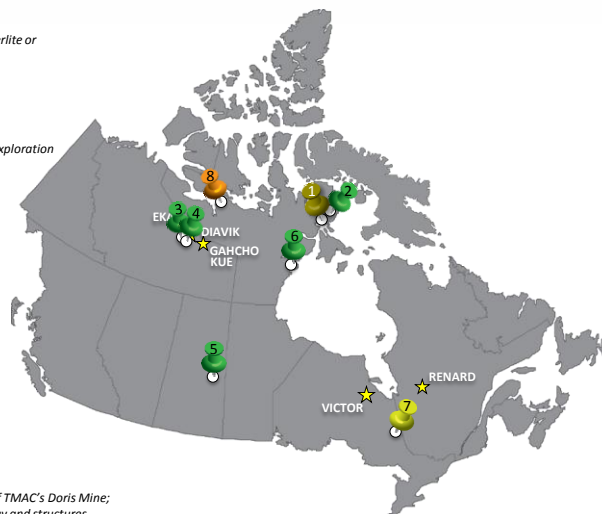 rlite or
xploration
8
1
2
3
4
EK
DIAVIK
GAHCHO
KUE
6
5
RENARD
VICTOR
7
f TMAC's Doris Mine;
y and structures